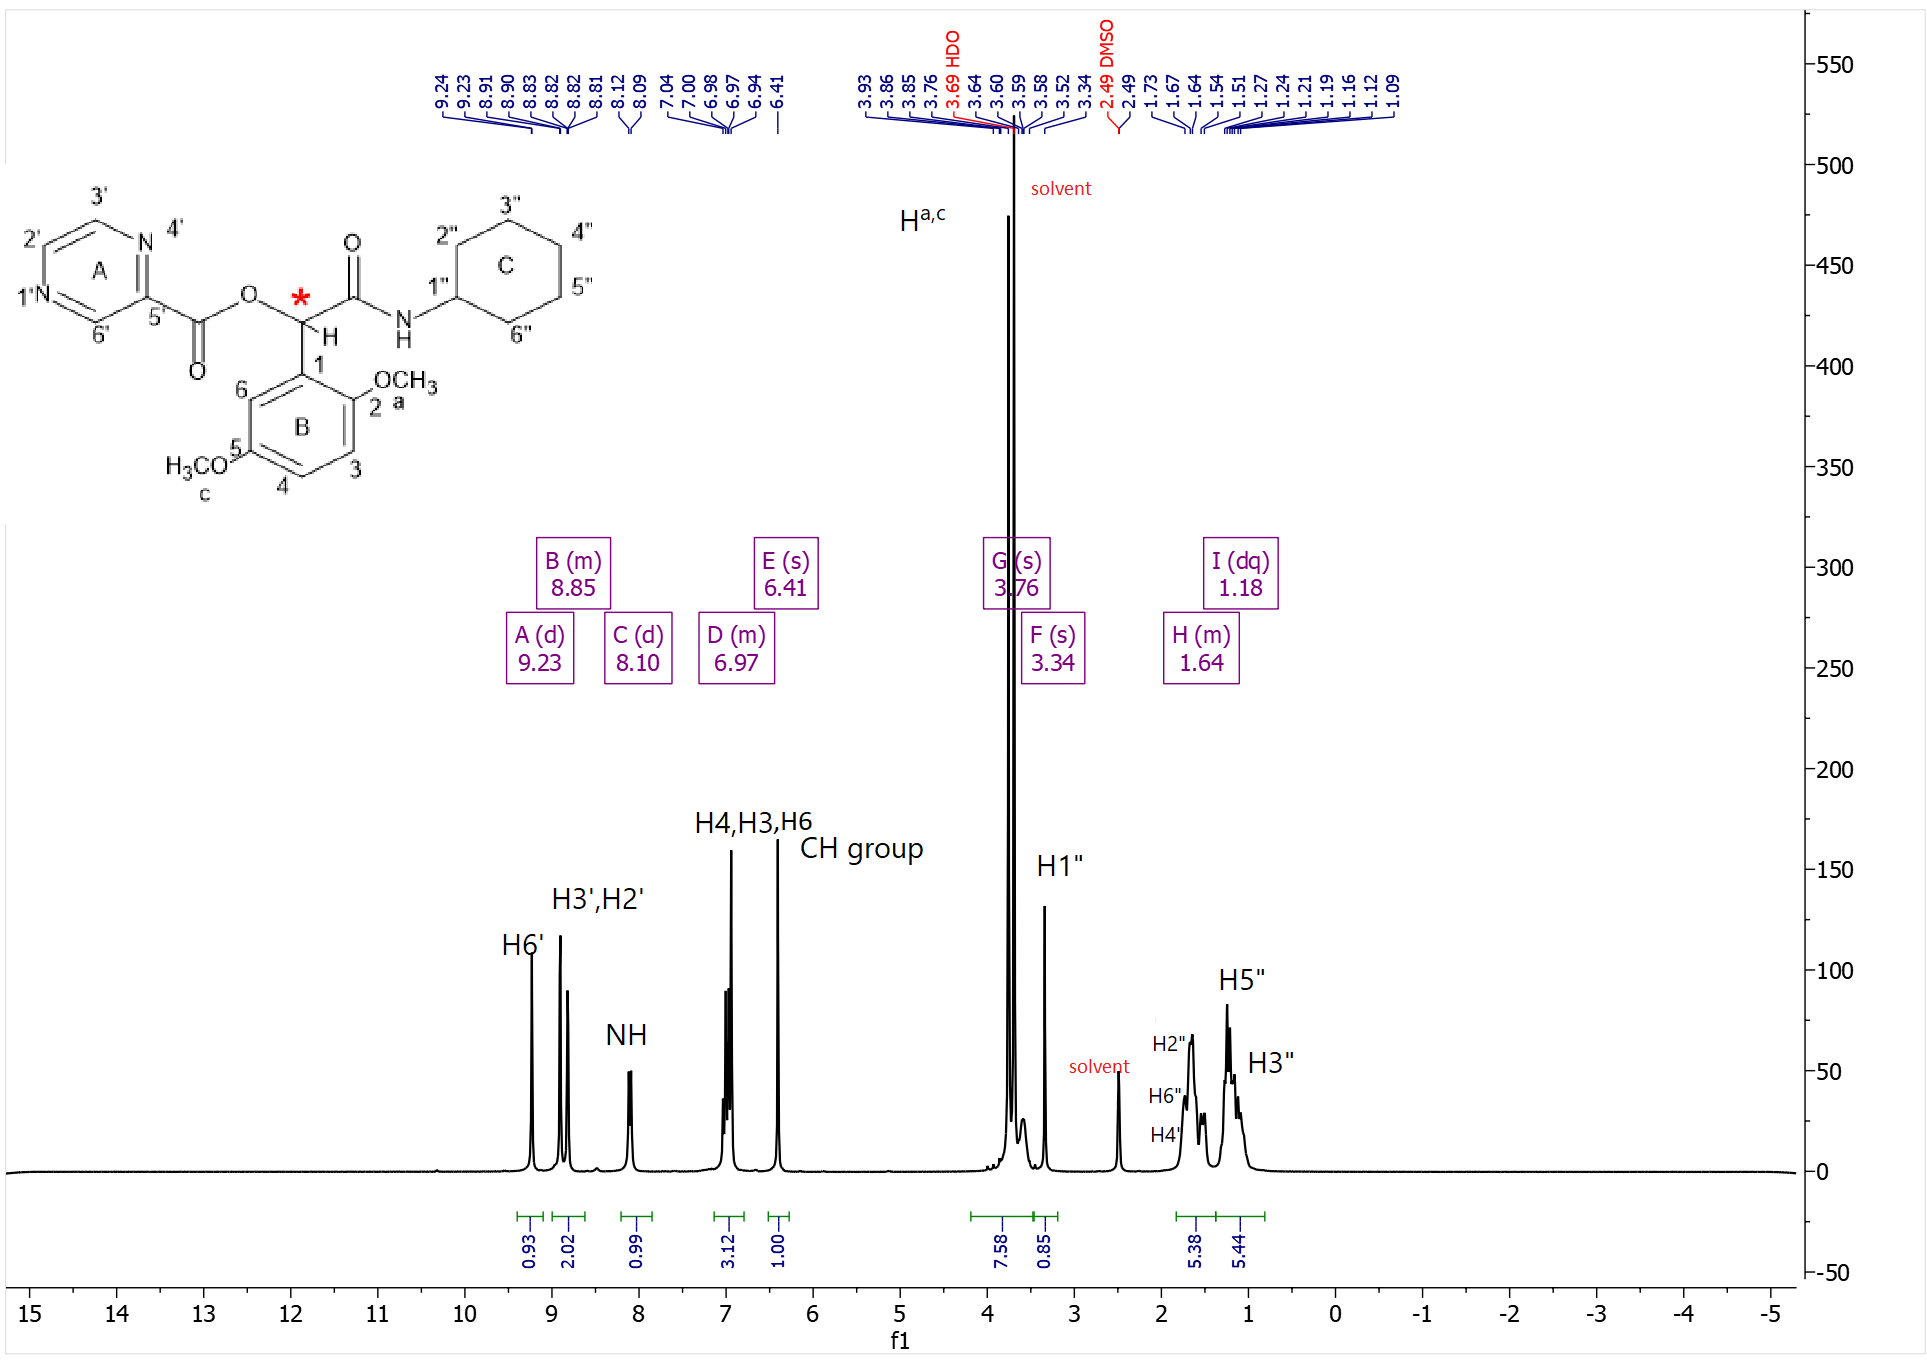 9.24
9.23
8.91
8.90
8.83
8.82
8.82
8.81
8.12
8.09
7.04
7.00
6.98
6.97
6.94
6.41
3.93
3.86
3.85
3.76
3.69 HDO
3.64
3.60
3.59
3.58
3.52
3.34
2.49 DMSO
2.49
1.73
1.67
1.64
1.54
1.51
1.27
1.24
1.21
1.19
1.16
1.12
1.09
solvent
H^a,c
3'
2'
N
4'
A
1'
N
6'
5'
O
O
*
O
H
N
H
1"
2"
3"
4"
5"
6"
C
1
6
B
OCH3
a
2
5
H3CO
c
4
3
B (m)
8.85
E (s)
6.41
G (s)
3.76
I (dq)
1.18
A (d)
9.23
C (d)
8.10
D (m)
6.97
F (s)
3.34
H (m)
1.64
H4,H3,H6
CH group
H1"
H3',H2'
H6'
NH
H5"
H2"
H3"
solvent
H6"
H4'
0.93
2.02
0.99
3.12
1.00
7.58
0.85
5.38
5.44
550
500
450
400
350
300
250
200
150
100
50
0
-50
15 14 13 12 11 10 9 8 7 6 5 4 3 2 1 0 -1 -2 -3 -4 -5
f1